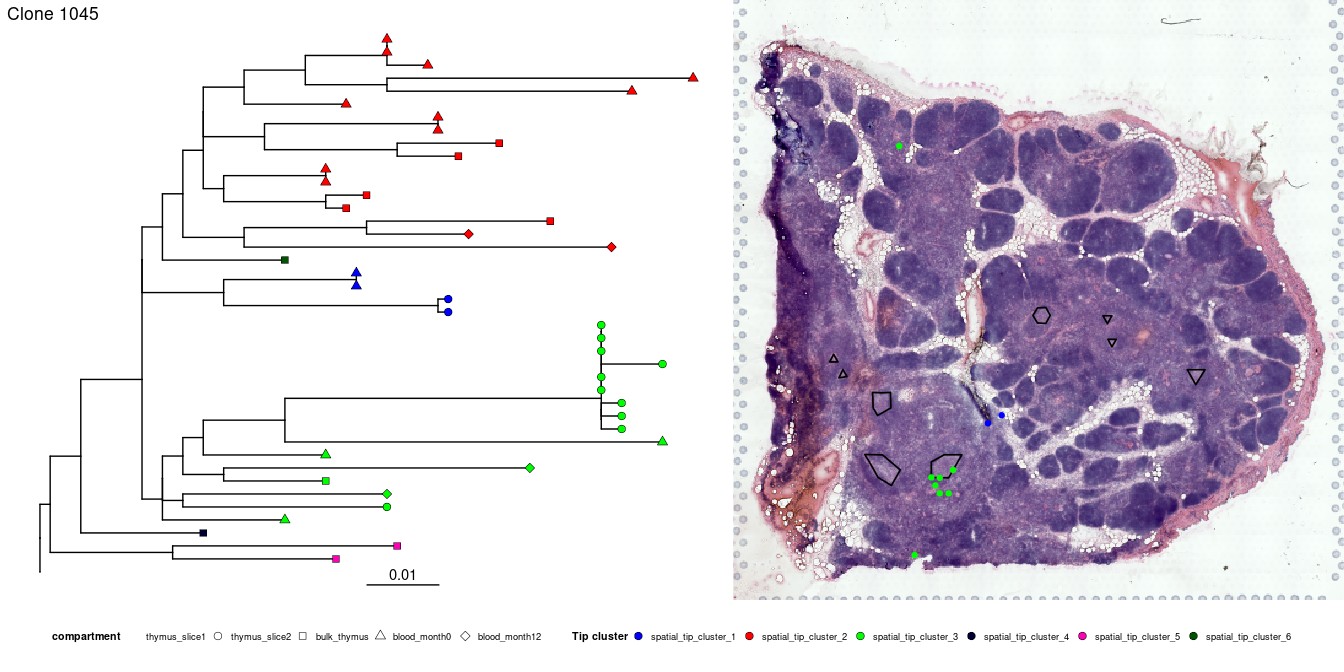 Clone 1045
0.01
compartment thymus_slice1 thymus_slice2 bulk_thymus blood_month0 blood_month12 Tip cluster spatial_tip_cluster_1 spatial_tip_cluster_2 spatial_tip_cluster_3 spatial_tip_cluster_4 spatial_tip_cluster_5 spatial_tip_cluster_6